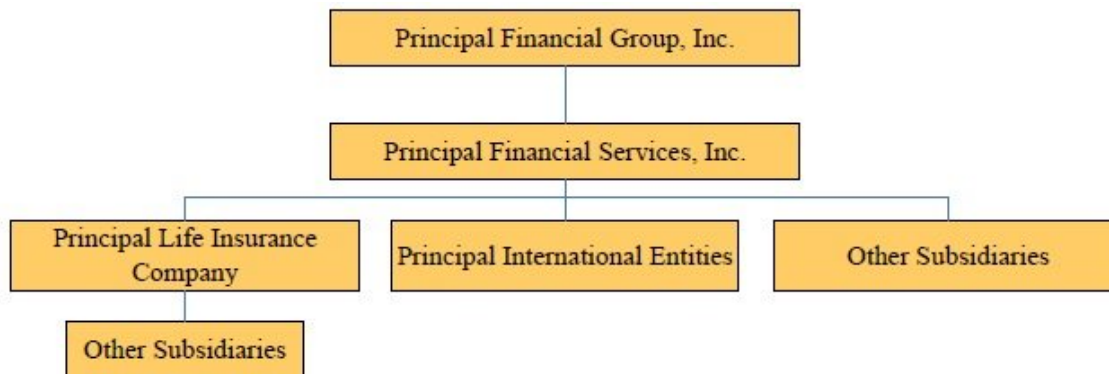 Principal Financial Group, Inc.
Principal Financial Services, Inc.
Principal Life Insurance
Company
Principal International Entities
Other Subsidiaries
Other Subsidiaries